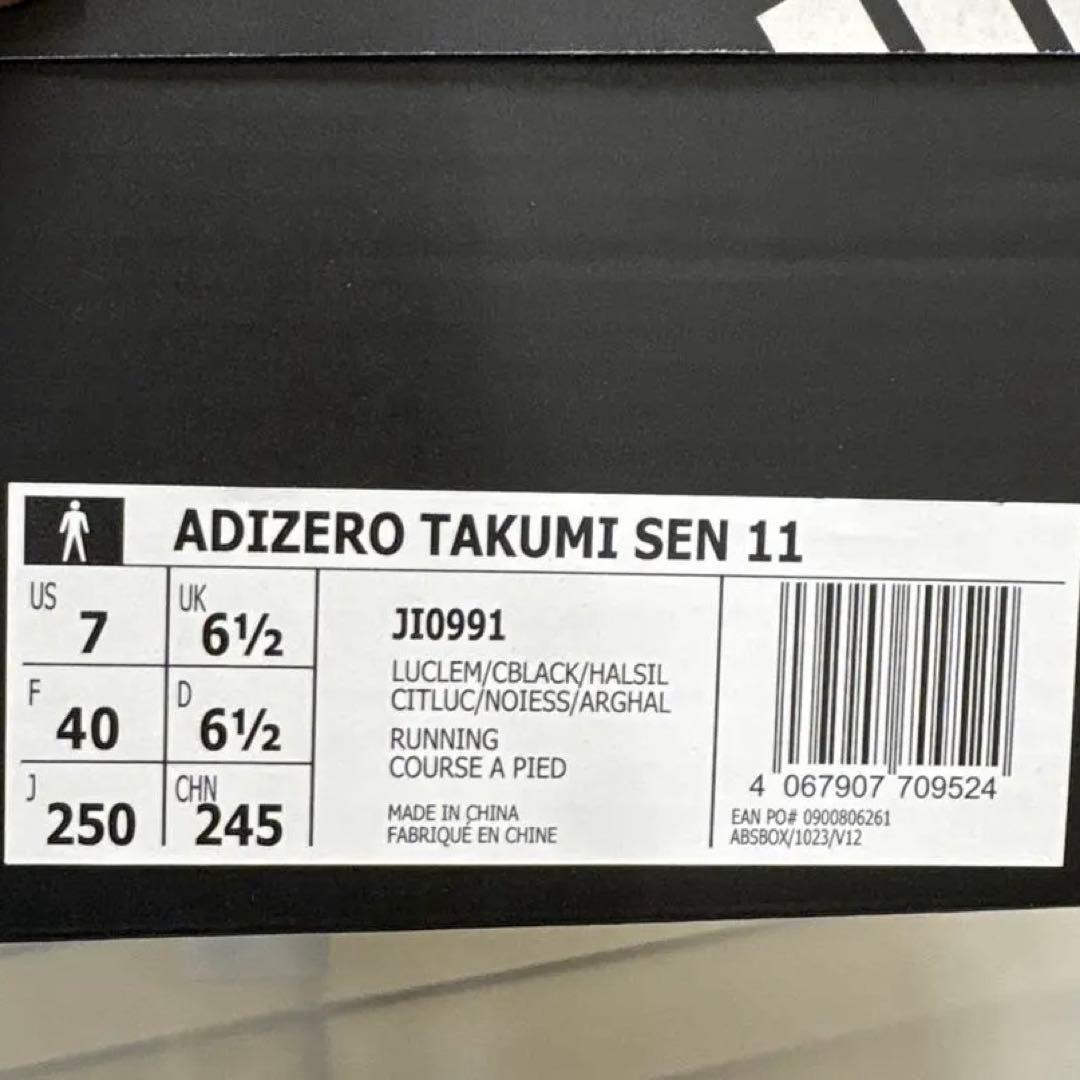 ADIZERO TAKUMI SEN 11
US 7
UK 6½
F 40
D 6½
J 250
CHN 245
JI0991
LUCLEM/CBLACK/HALSIL
CITLUC/NOIESS/ARGHAL
RUNNING
COURSE A PIED
MADE IN CHINA
FABRIQUÉ EN CHINE
4 067907 709524
EAN PO# 0900806261
ABSBOX/1023/V12